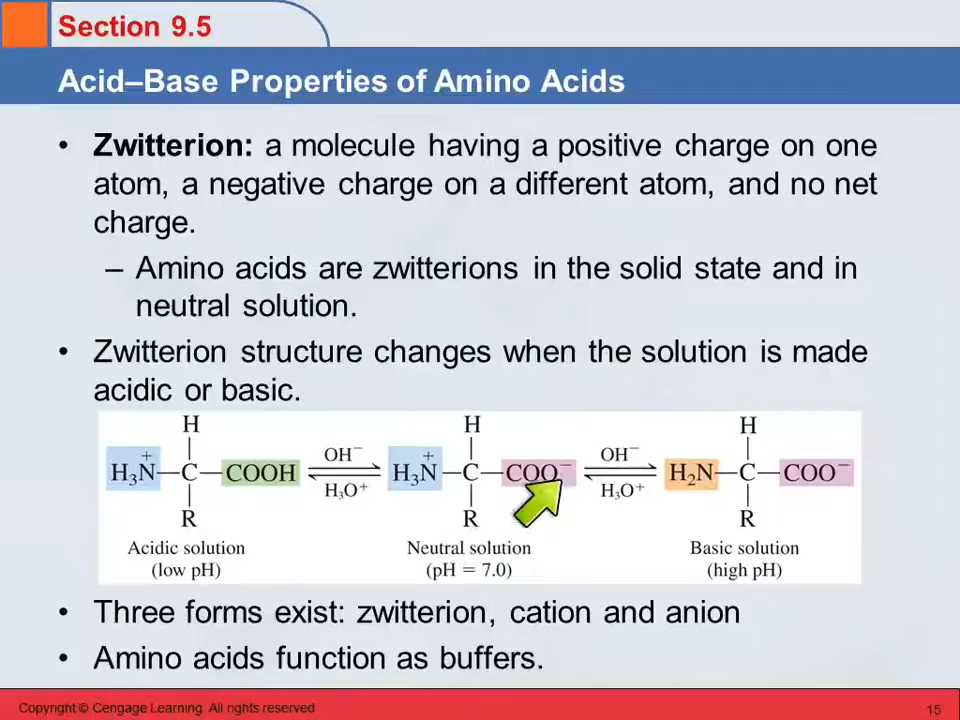 Section 9.5
Acid–Base Properties of Amino Acids
• Zwitterion: a molecule having a positive charge on one
atom, a negative charge on a different atom, and no net
charge.
– Amino acids are zwitterions in the solid state and in
neutral solution.
• Zwitterion structure changes when the solution is made
acidic or basic.
H H H
H₃N⁺—C—COOH OH⁻ H₃O⁺ H₃N⁺—C—COO⁻ OH⁻ H₃O⁺ H₂N—C—COO⁻
R R R
Acidic solution Neutral solution Basic solution
(low pH) (pH = 7.0) (high pH)
• Three forms exist: zwitterion, cation and anion
• Amino acids function as buffers.
Copyright © Cengage Learning. All rights reserved 15